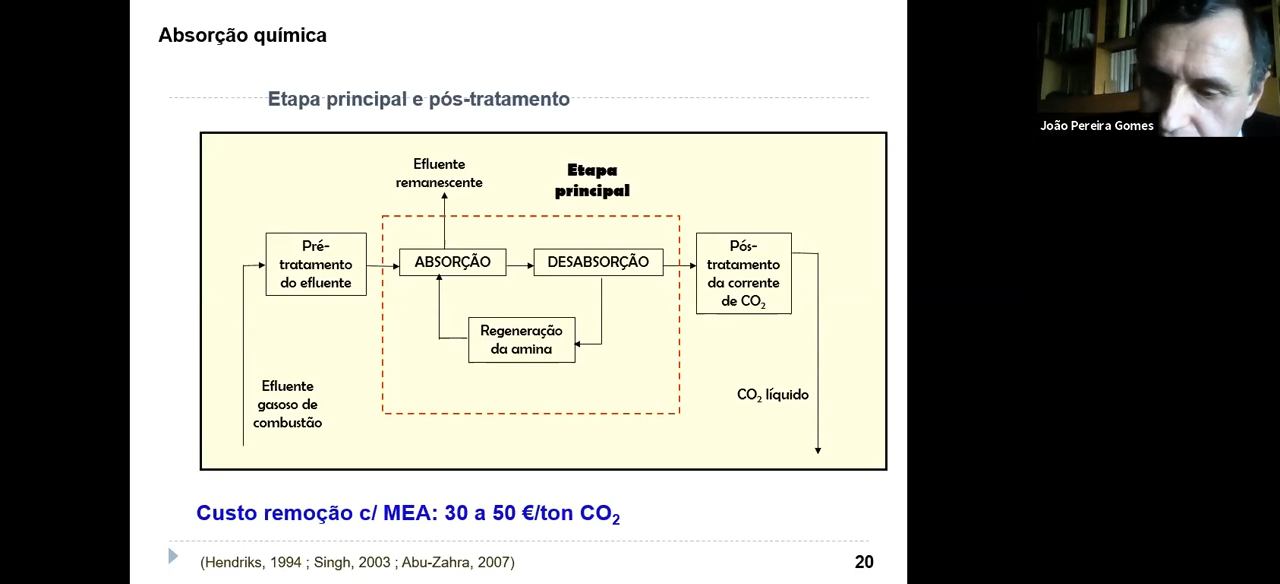 Absorção química
João Pereira Gomes
Etapa principal e pós-tratamento
Efluente
remanescente
Etapa
principal
Pré-
tratamento
do efluente
ABSORÇÃO
DESABSORÇÃO
Pós-
tratamento
da corrente
de CO₂
Regeneração
da amina
Efluente
gasoso de
combustão
CO₂ líquido
Custo remoção c/ MEA: 30 a 50 €/ton CO₂
(Hendriks, 1994 ; Singh, 2003 ; Abu-Zahra, 2007)
20